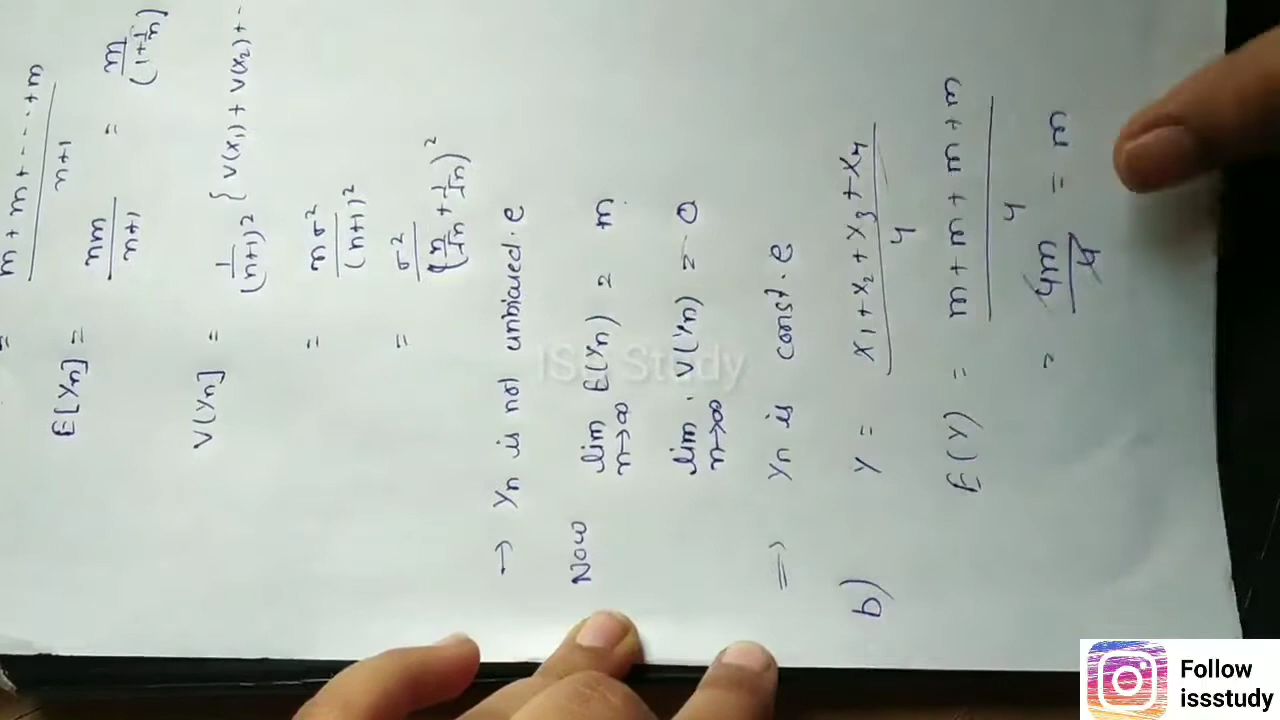 = m + m + - - - - + m / n+1
E[Yn] = nm / n+1 = m / (1+1/n)
V(Yn] = 1/(n+1)² { V(X1) + V(X2) + -
= nσ² / (n+1)²
= σ² / (n/√n + 1/√n)²
→ Yn is not unbiased. e
Now lim n→∞ E(Yn) = m.
lim . n→∞ V(Yn) = 0
⇒ Yn is const. e
b) Y = X1 + X2 + X3 + X4 / 4
E(Y) = m + m + m + m / 4
= 4m / 4 = m
ISS Study
Follow
issstudy